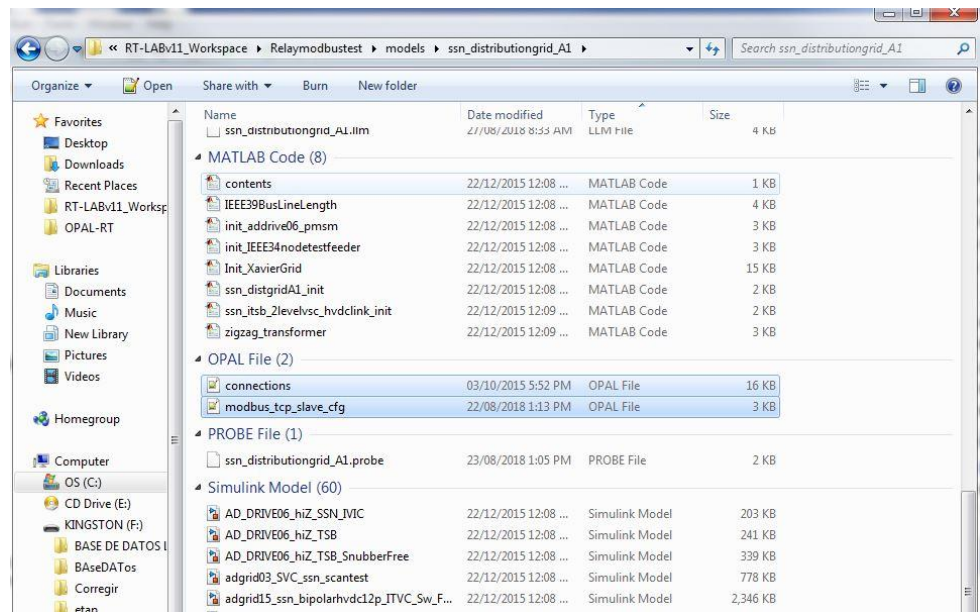 « RT-LABv11_Workspace ▸ Relaymodbustest ▸ models ▸ ssn_distributiongrid_A1 ▸
Search ssn_distributiongrid_A1
Organize Open Share with Burn New folder
Favorites
Desktop
Downloads
Recent Places
RT-LABv11_Worksp
OPAL-RT
Libraries
Documents
Music
New Library
Pictures
Videos
Homegroup
Computer
OS (C:)
CD Drive (E:)
KINGSTON (F:)
BASE DE DATOS L
BAseDATos
Corregir
etap
Name Date modified Type Size
ssn_distributiongrid_A1.llm 27/08/2018 8:33 AM LLM File 4 KB
MATLAB Code (8)
contents 22/12/2015 12:08 ... MATLAB Code 1 KB
IEEE39BusLineLength 22/12/2015 12:08 ... MATLAB Code 4 KB
init_addrive06_pmsm 22/12/2015 12:08 ... MATLAB Code 3 KB
init_IEEE34nodetestfeeder 22/12/2015 12:08 ... MATLAB Code 3 KB
Init_XavierGrid 22/12/2015 12:08 ... MATLAB Code 15 KB
ssn_distgridA1_init 22/12/2015 12:08 ... MATLAB Code 2 KB
ssn_itsb_2levelvsc_hvdclink_init 22/12/2015 12:09 ... MATLAB Code 2 KB
zigzag_transformer 22/12/2015 12:09 ... MATLAB Code 3 KB
OPAL File (2)
connections 03/10/2015 5:52 PM OPAL File 16 KB
modbus_tcp_slave_cfg 22/08/2018 1:13 PM OPAL File 3 KB
PROBE File (1)
ssn_distributiongrid_A1.probe 23/08/2018 1:05 PM PROBE File 2 KB
Simulink Model (60)
AD_DRIVE06_hiZ_SSN_IVIC 22/12/2015 12:08 ... Simulink Model 203 KB
AD_DRIVE06_hiZ_TSB 22/12/2015 12:08 ... Simulink Model 241 KB
AD_DRIVE06_hiZ_TSB_SnubberFree 22/12/2015 12:08 ... Simulink Model 339 KB
adgrid03_SVC_ssn_scantest 22/12/2015 12:08 ... Simulink Model 778 KB
adgrid15_ssn_bipolarhvdc12p_ITVC_Sw_F... 22/12/2015 12:08 ... Simulink Model 2,346 KB